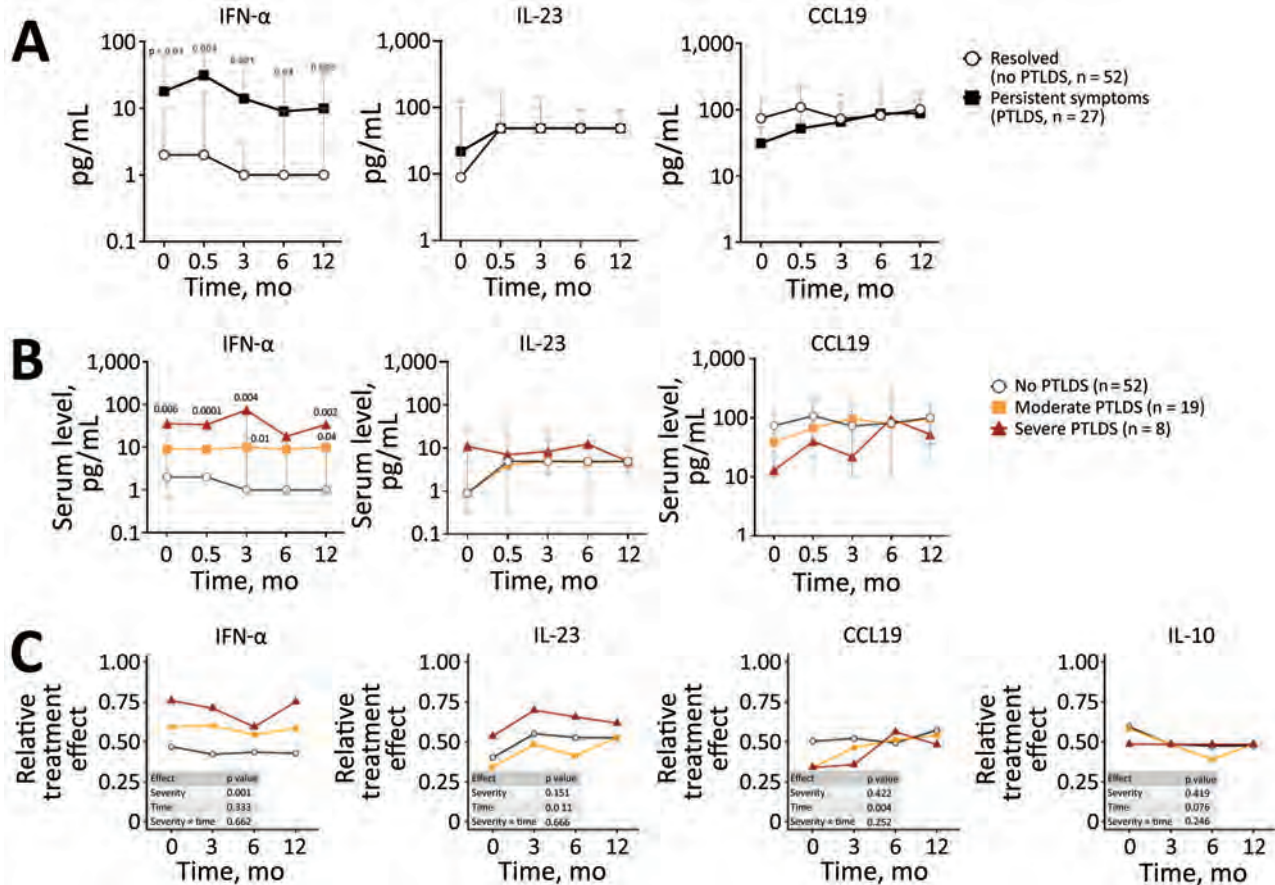 A
IFN-α
IL-23
CCL19
pg/mL
100
10
1
0.1
0.004
0.001
0 0.5 3 6 12
Time, mo
pg/mL
1,000
100
10
1
0 0.5 3 6 12
Time, mo
pg/mL
1,000
100
10
1
0 0.5 3 6 12
Time, mo
Resolved
(no PTLDS, n = 52)
Persistent symptoms
(PTLDS, n = 27)
B
IFN-α
IL-23
CCL19
Serum level,
pg/mL
1,000
100
10
1
0.1
0.006
0.0001
0.004
0.002
0.01
0.04
0 0.5 3 6 12
Time, mo
Serum level,
pg/mL
1,000
100
10
1
0.1
0 0.5 3 6 12
Time, mo
Serum level,
pg/mL
1,000
100
10
1
0 0.5 3 6 12
Time, mo
No PTLDS (n = 52)
Moderate PTLDS (n = 19)
Severe PTLDS (n = 8)
C
IFN-α
IL-23
CCL19
IL-10
Relative
treatment
effect
1.00
0.75
0.50
0.25
0
Effect p value
Severity 0.001
Time 0.333
Severity × time 0.662
0 3 6 12
Time, mo
Relative
treatment
effect
1.00
0.75
0.50
0.25
0
Effect p value
Severity 0.151
Time 0.011
Severity × time 0.666
0 3 6 12
Time, mo
Relative
treatment
effect
1.00
0.75
0.50
0.25
0
Effect p value
Severity 0.422
Time 0.004
Severity × time 0.252
0 3 6 12
Time, mo
Relative
treatment
effect
1.00
0.75
0.50
0.25
0
Effect p value
Severity 0.419
Time 0.076
Severity × time 0.246
0 3 6 12
Time, mo